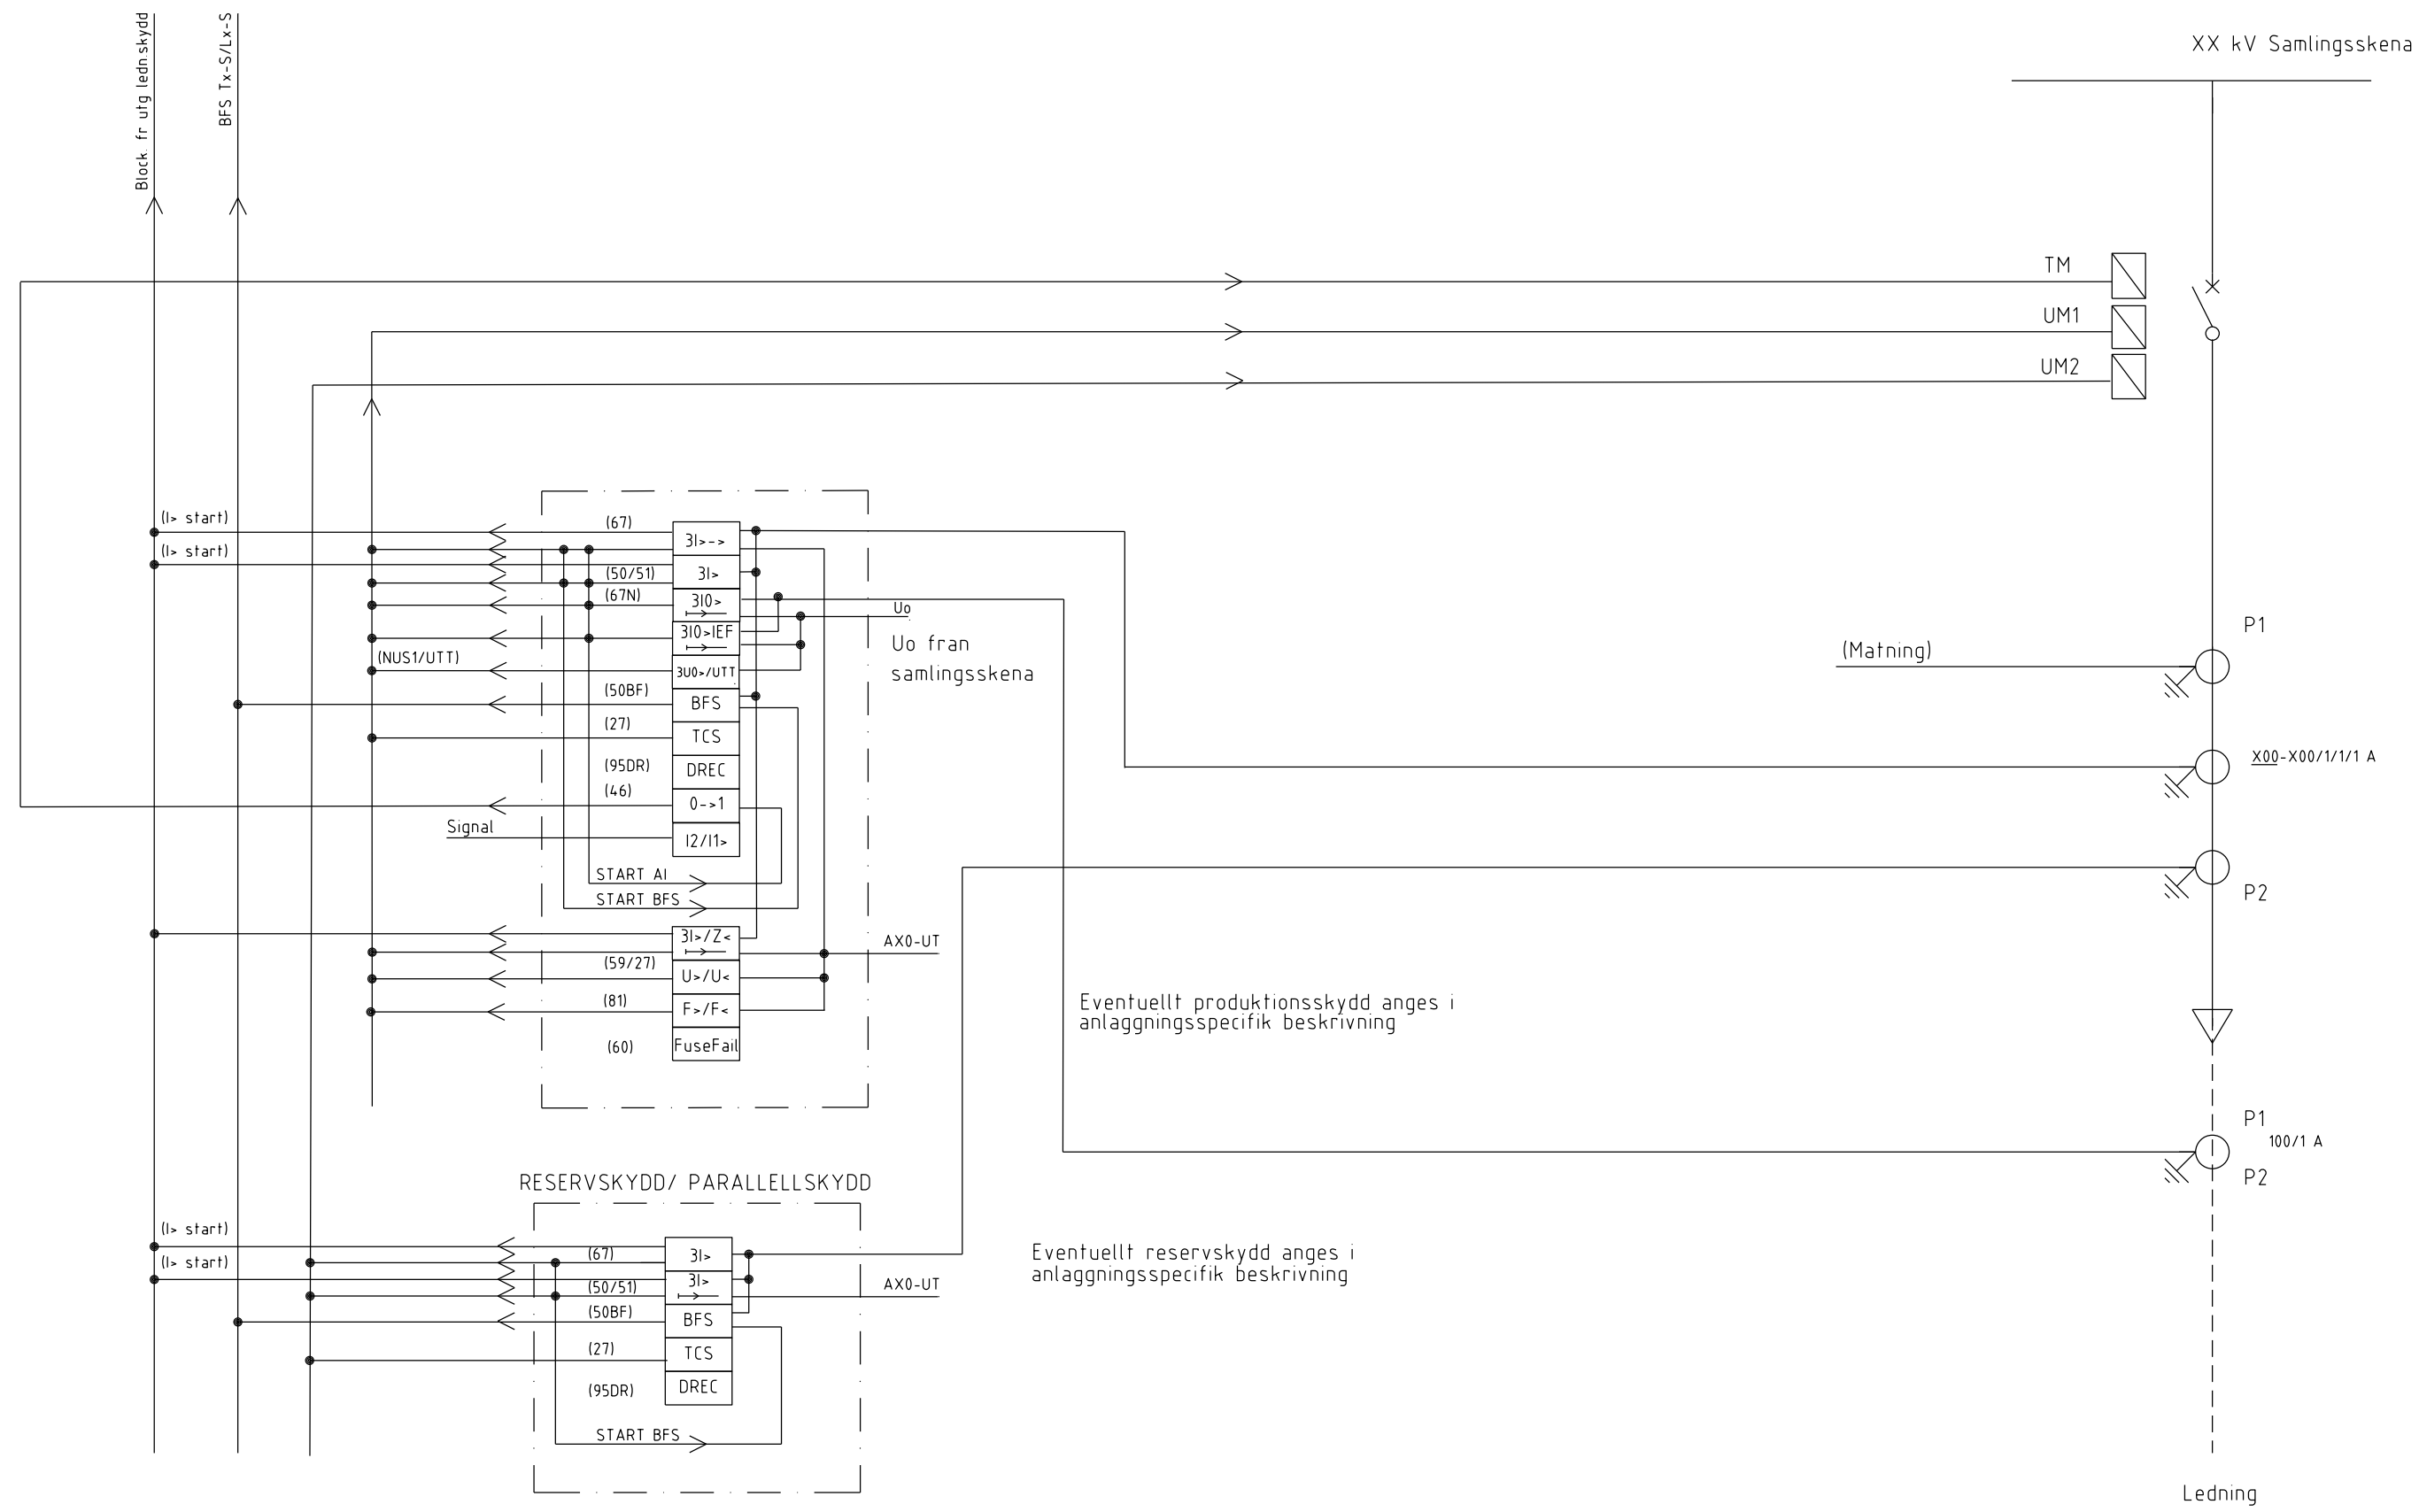 Block. fr utg ledn.skydd
BFS Tx-S/Lx-S
XX kV Samlingsskena
TM
UM1
UM2
(I> start)
(67)
3I>->
(I> start)
(50/51)
3I>
(67N)
3I0>
Uo
3I0>IEF
Uo fran
samlingsskena
(NUS1/UTT)
3U0>/UTT
(50BF)
BFS
(27)
TCS
(95DR)
DREC
(46)
0->1
Signal
I2/I1>
START AI
START BFS
3I>/Z<
AX0-UT
(59/27)
U>/U<
(81)
F>/F<
(60)
FuseFail
P1
(Matning)
X00-X00/1/1/1 A
P2
Eventuellt produktionsskydd anges i
anlaggningsspecifik beskrivning
P1
100/1 A
P2
RESERVSKYDD/ PARALLELLSKYDD
(I> start)
(67)
3I>
(I> start)
(50/51)
3I>
AX0-UT
(50BF)
BFS
(27)
TCS
(95DR)
DREC
START BFS
Eventuellt reservskydd anges i
anlaggningsspecifik beskrivning
Ledning